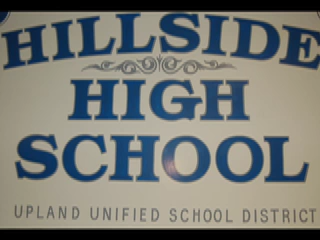 HILLSIDE
HIGH
SCHOOL
UPLAND UNIFIED SCHOOL DISTRICT